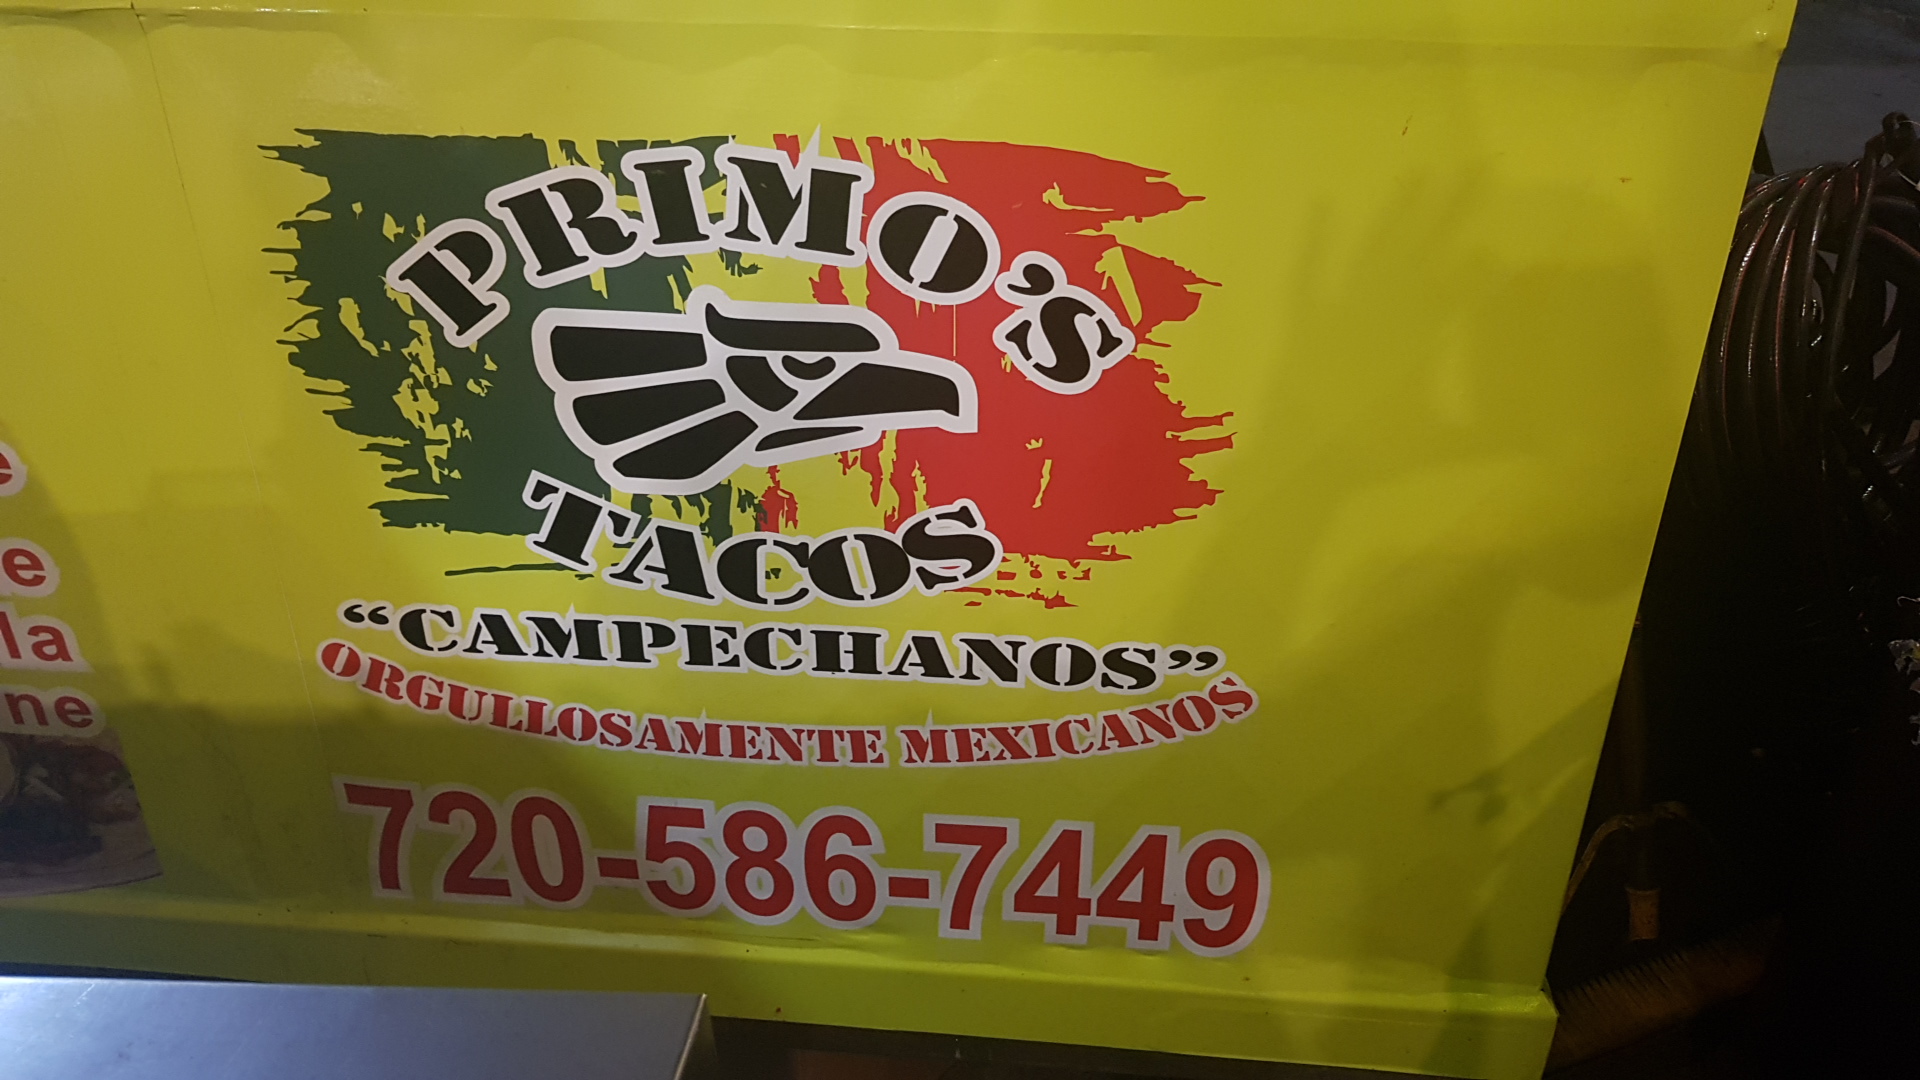 PRIMO'S
TACOS
"CAMPECHANOS"
ORGULLOSAMENTE MEXICANOS
720-586-7449